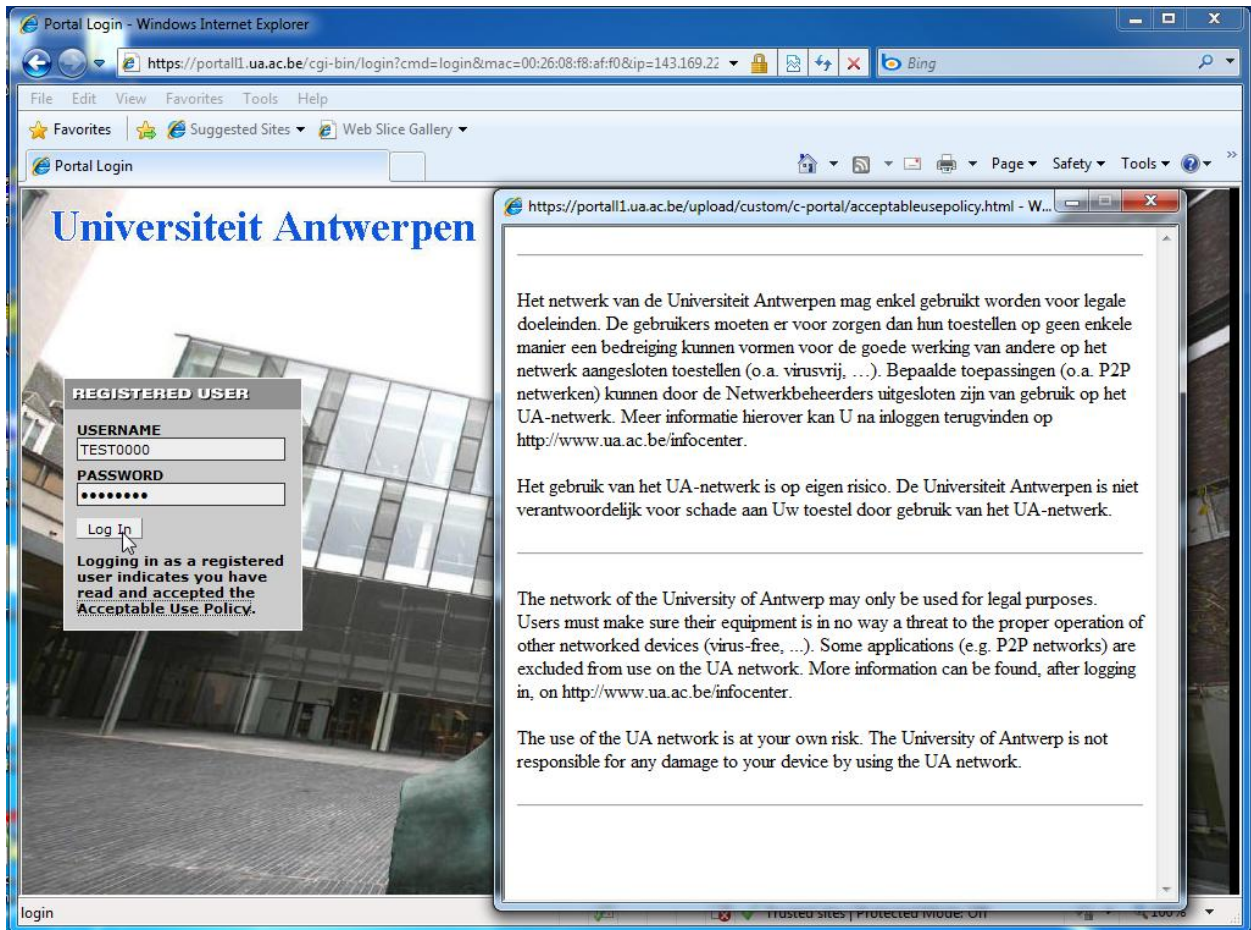 Portal Login - Windows Internet Explorer
https://portall1.ua.ac.be/cgi-bin/login?cmd=login&mac=00:26:08:f8:af:f0&ip=143.169.22
Bing
File Edit View Favorites Tools Help
Favorites Suggested Sites Web Slice Gallery
Portal Login
Page Safety Tools
Universiteit Antwerpen
REGISTERED USER
USERNAME
TEST0000
PASSWORD
••••••••
Log In
Logging in as a registered
user indicates you have
read and accepted the
Acceptable Use Policy.
https://portall1.ua.ac.be/upload/custom/c-portal/acceptableusepolicy.html - W...
Het netwerk van de Universiteit Antwerpen mag enkel gebruikt worden voor legale
doeleinden. De gebruikers moeten er voor zorgen dan hun toestellen op geen enkele
manier een bedreiging kunnen vormen voor de goede werking van andere op het
netwerk aangesloten toestellen (o.a. virusvrij, …). Bepaalde toepassingen (o.a. P2P
netwerken) kunnen door de Netwerkbeheerders uitgesloten zijn van gebruik op het
UA-netwerk. Meer informatie hierover kan U na inloggen terugvinden op
http://www.ua.ac.be/infocenter.
Het gebruik van het UA-netwerk is op eigen risico. De Universiteit Antwerpen is niet
verantwoordelijk voor schade aan Uw toestel door gebruik van het UA-netwerk.
The network of the University of Antwerp may only be used for legal purposes.
Users must make sure their equipment is in no way a threat to the proper operation of
other networked devices (virus-free, ...). Some applications (e.g. P2P networks) are
excluded from use on the UA network. More information can be found, after logging
in, on http://www.ua.ac.be/infocenter.
The use of the UA network is at your own risk. The University of Antwerp is not
responsible for any damage to your device by using the UA network.
login
Trusted sites | Protected Mode: Off
100%